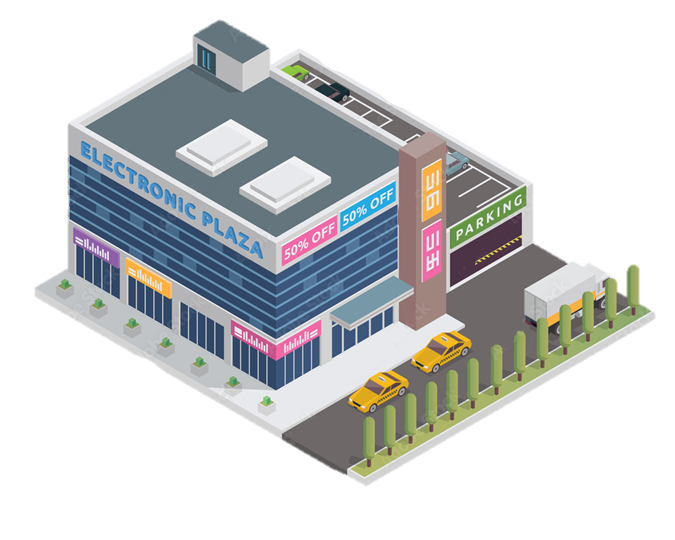 ELECTRONIC PLAZA
50% OFF
50% OFF
PARKING